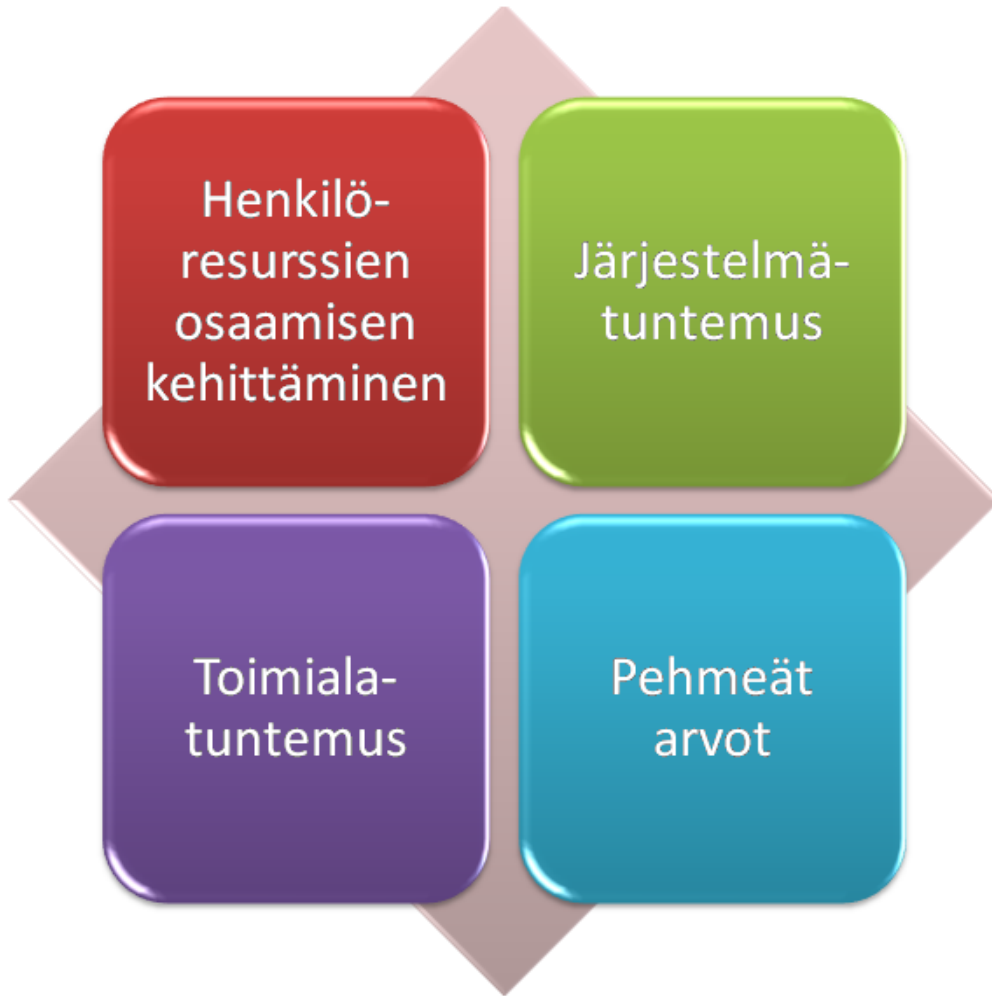 Henkilö-
resurssien
osaamisen
kehittäminen
Järjestelmä-
tuntemus
Toimiala-
tuntemus
Pehmeät
arvot